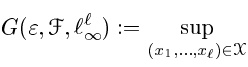 G(ε, ℱ, ℓ_∞^ℓ) := sup_{(x_1,…,x_ℓ)∈𝒳}